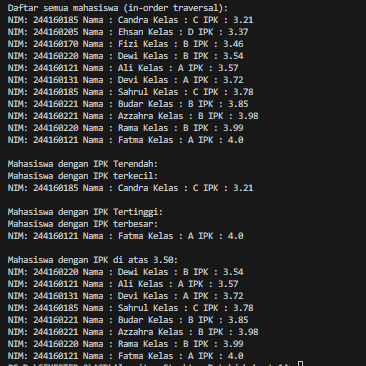 Daftar semua mahasiswa (in-order traversal):
NIM: 244160185 Nama : Candra Kelas : C IPK : 3.21
NIM: 244160205 Nama : Ehsan Kelas : D IPK : 3.37
NIM: 244160170 Nama : Fizi Kelas : B IPK : 3.46
NIM: 244160220 Nama : Dewi Kelas : B IPK : 3.54
NIM: 244160121 Nama : Ali Kelas : A IPK : 3.57
NIM: 244160131 Nama : Devi Kelas : A IPK : 3.72
NIM: 244160185 Nama : Sahrul Kelas : C IPK : 3.78
NIM: 244160221 Nama : Budar Kelas : B IPK : 3.85
NIM: 244160221 Nama : Azzahra Kelas : B IPK : 3.98
NIM: 244160220 Nama : Rama Kelas : B IPK : 3.99
NIM: 244160121 Nama : Fatma Kelas : A IPK : 4.0
Mahasiswa dengan IPK Terendah:
Mahasiswa dengan IPK terkecil:
NIM: 244160185 Nama : Candra Kelas : C IPK : 3.21
Mahasiswa dengan IPK Tertinggi:
Mahasiswa dengan IPK terbesar:
NIM: 244160121 Nama : Fatma Kelas : A IPK : 4.0
Mahasiswa dengan IPK di atas 3.50:
NIM: 244160220 Nama : Dewi Kelas : B IPK : 3.54
NIM: 244160121 Nama : Ali Kelas : A IPK : 3.57
NIM: 244160131 Nama : Devi Kelas : A IPK : 3.72
NIM: 244160185 Nama : Sahrul Kelas : C IPK : 3.78
NIM: 244160221 Nama : Budar Kelas : B IPK : 3.85
NIM: 244160221 Nama : Azzahra Kelas : B IPK : 3.98
NIM: 244160220 Nama : Rama Kelas : B IPK : 3.99
NIM: 244160121 Nama : Fatma Kelas : A IPK : 4.0